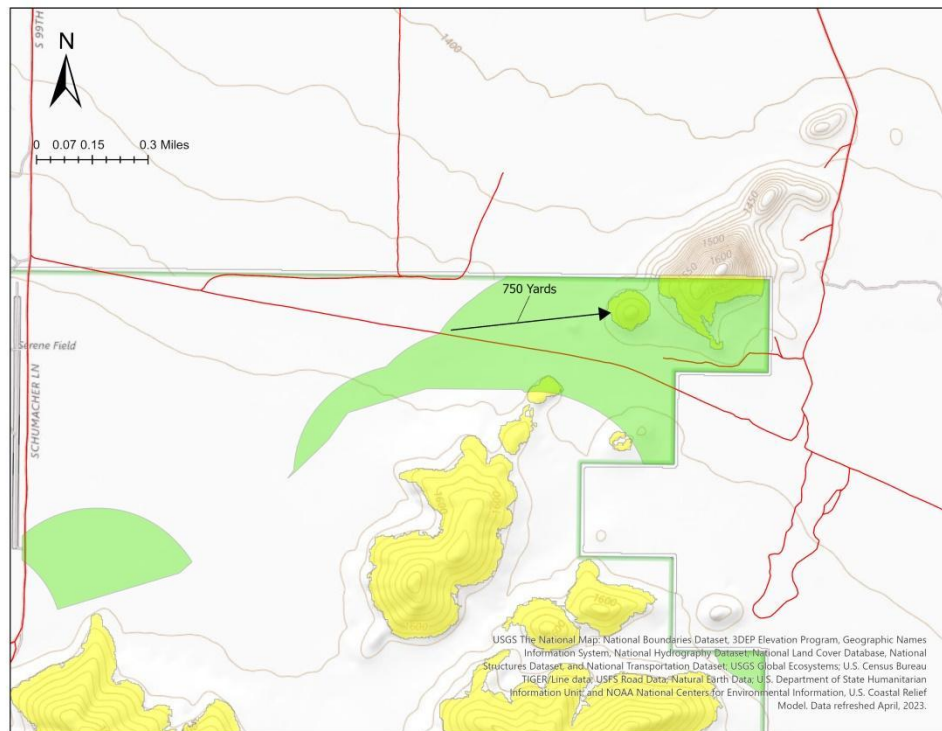 S 99TH
N
1400
0 0.07 0.15 0.3 Miles
1450
1500
1600
750 Yards
Serene Field
SCHUMACHER LN
1600
1600
1600
USGS The National Map: National Boundaries Dataset, 3DEP Elevation Program, Geographic Names
Information System, National Hydrography Dataset, National Land Cover Database, National
Structures Dataset, and National Transportation Dataset; USGS Global Ecosystems; U.S. Census Bureau
TIGER/Line data; USFS Road Data; Natural Earth Data; U.S. Department of State Humanitarian
Information Unit; and NOAA National Centers for Environmental Information, U.S. Coastal Relief
Model. Data refreshed April, 2023.